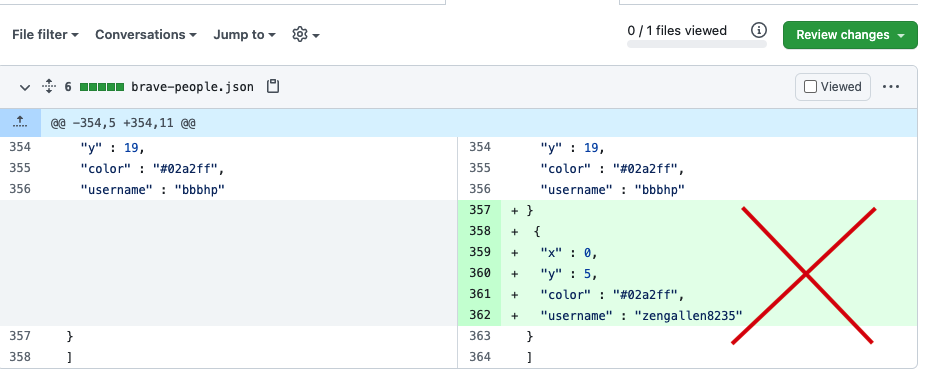 File filter Conversations Jump to 0 / 1 files viewed Review changes
6 brave-people.json Viewed
@@ -354,5 +354,11 @@
354 "y" : 19, 354 "y" : 19,
355 "color" : "#02a2ff", 355 "color" : "#02a2ff",
356 "username" : "bbbhp" 356 "username" : "bbbhp"
357 + }
358 + {
359 + "x" : 0,
360 + "y" : 5,
361 + "color" : "#02a2ff",
362 + "username" : "zengallen8235"
357 } 363 }
358 ] 364 ]